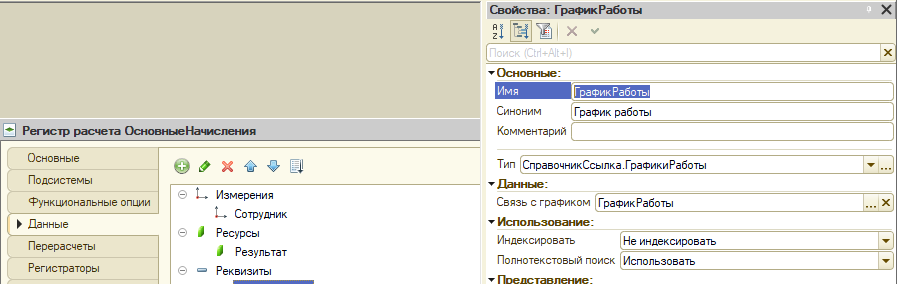 Свойства: ГрафикРаботы
Поиск (Ctrl+Alt+I)
Основные:
Имя ГрафикРаботы
Синоним График работы
Комментарий
Тип СправочникСсылка.ГрафикиРаботы
Данные:
Связь с графиком ГрафикРаботы
Использование:
Индексировать Не индексировать
Полнотекстовый поиск Использовать
Представление:
Регистр расчета ОсновныеНачисления
Основные
Подсистемы
Функциональные опции
Данные
Перерасчеты
Регистраторы
Измерения
Сотрудник
Ресурсы
Результат
Реквизиты